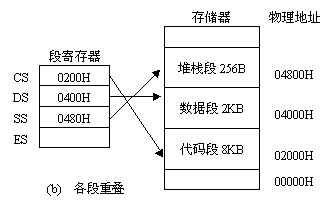 存储器 物理地址
段寄存器
堆栈段 256B
CS 0200H 04800H
DS 0400H
数据段 2KB
SS 0480H 04000H
ES
代码段 8KB
02000H
(b) 各段重叠 00000H